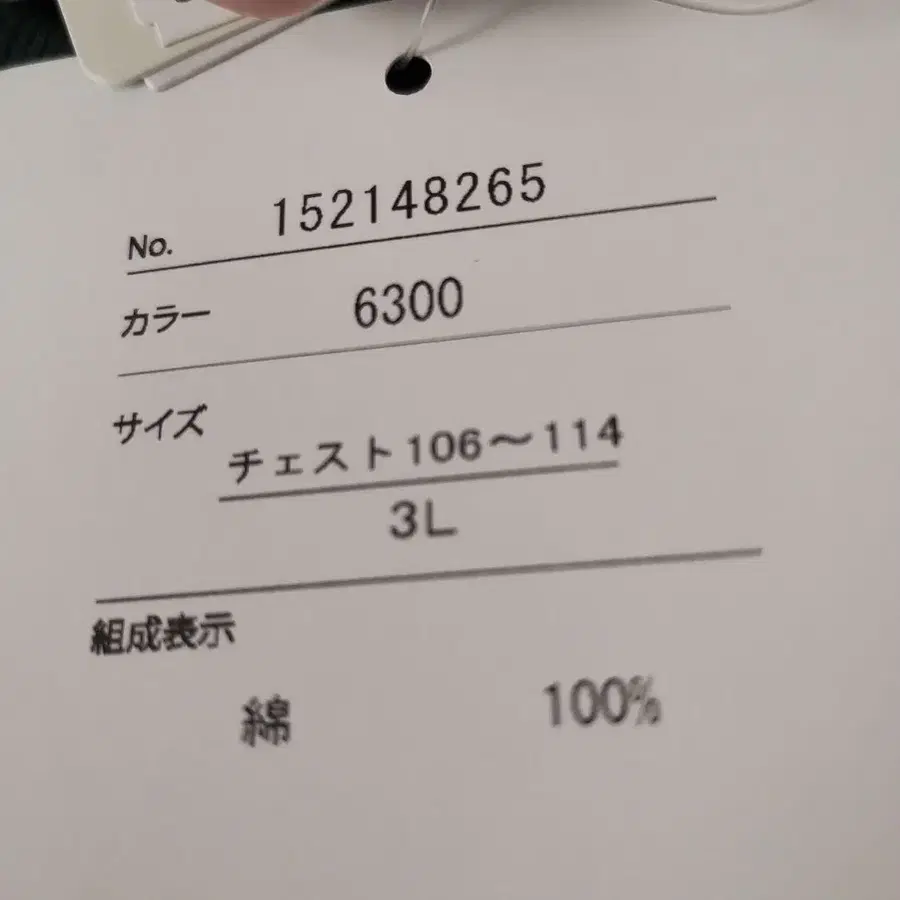 No. 152148265
カラー 6300
サイズ
チェスト106～114
3L
組成表示
綿 100%